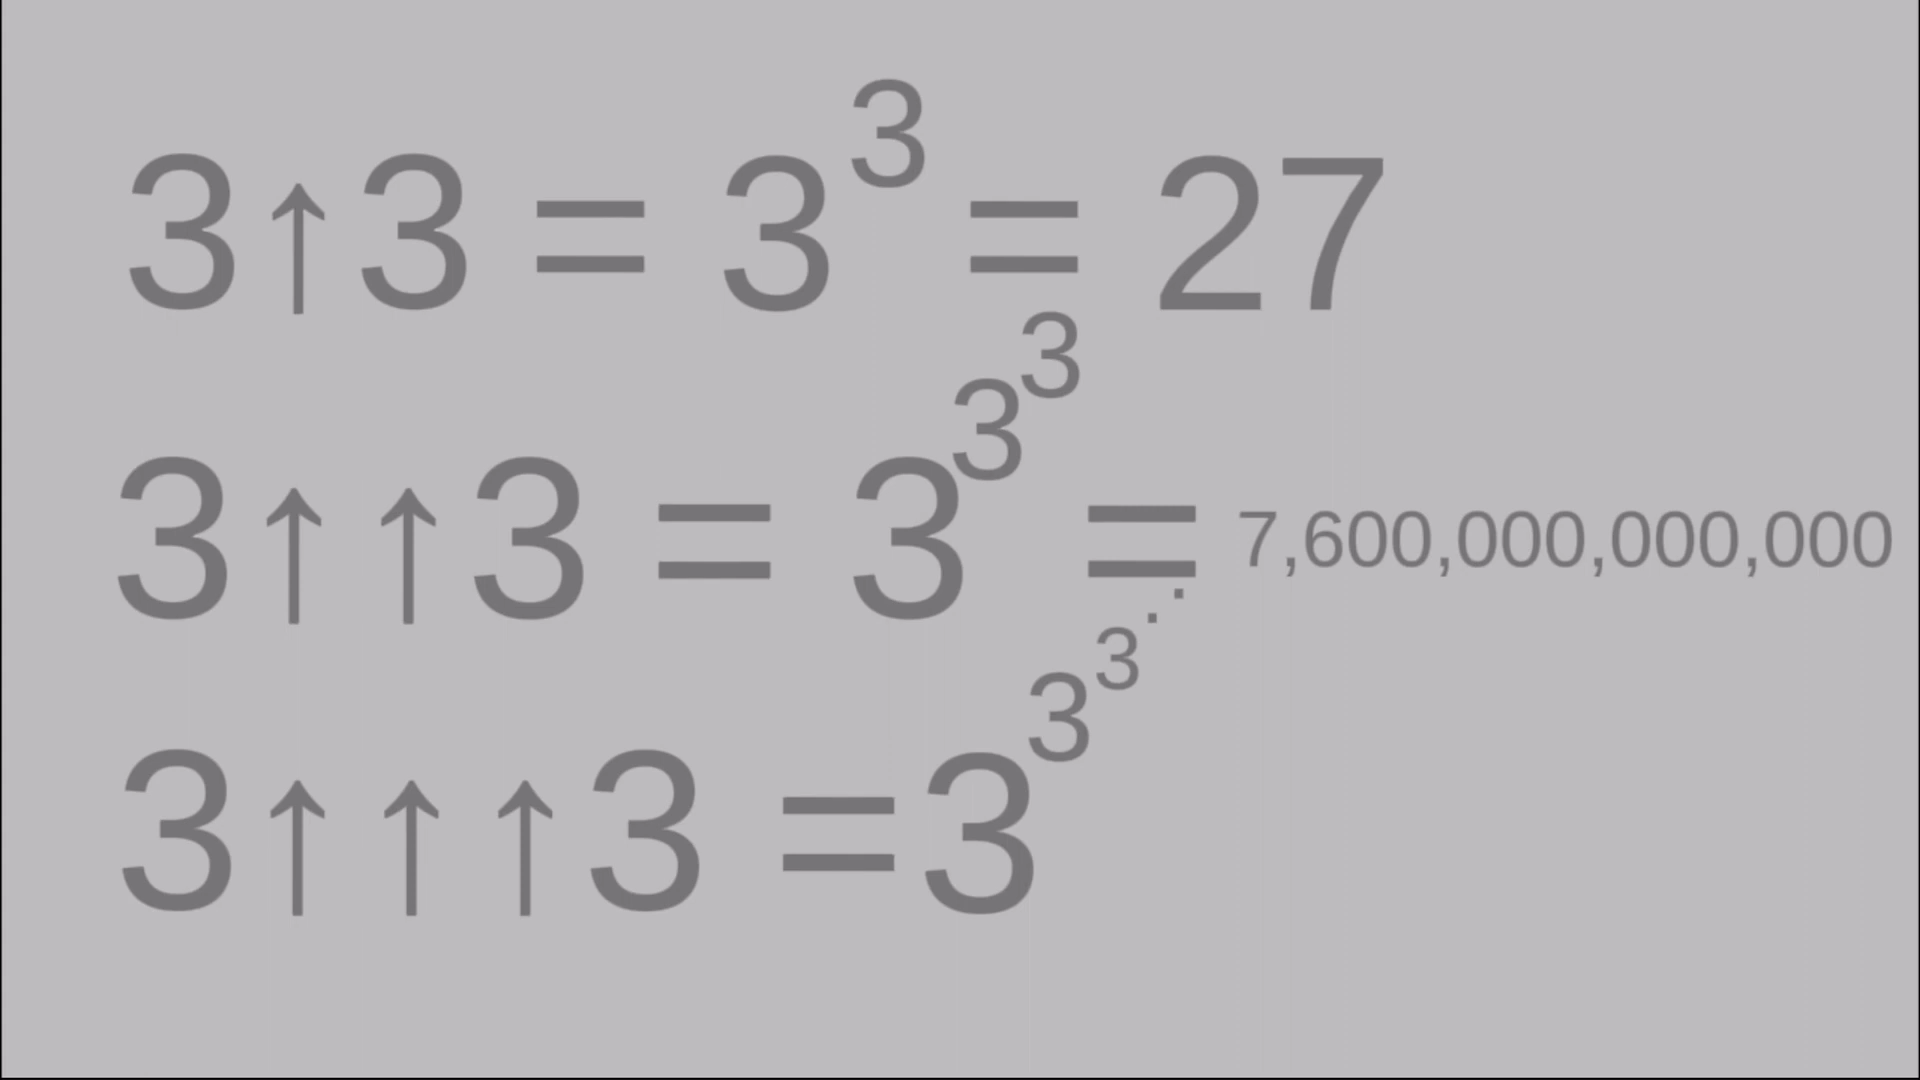 3↑3 = 3³ = 27
3↑↑3 = 3^3^3 = 7,600,000,000,000
3↑↑↑3 =3^3^3^. .